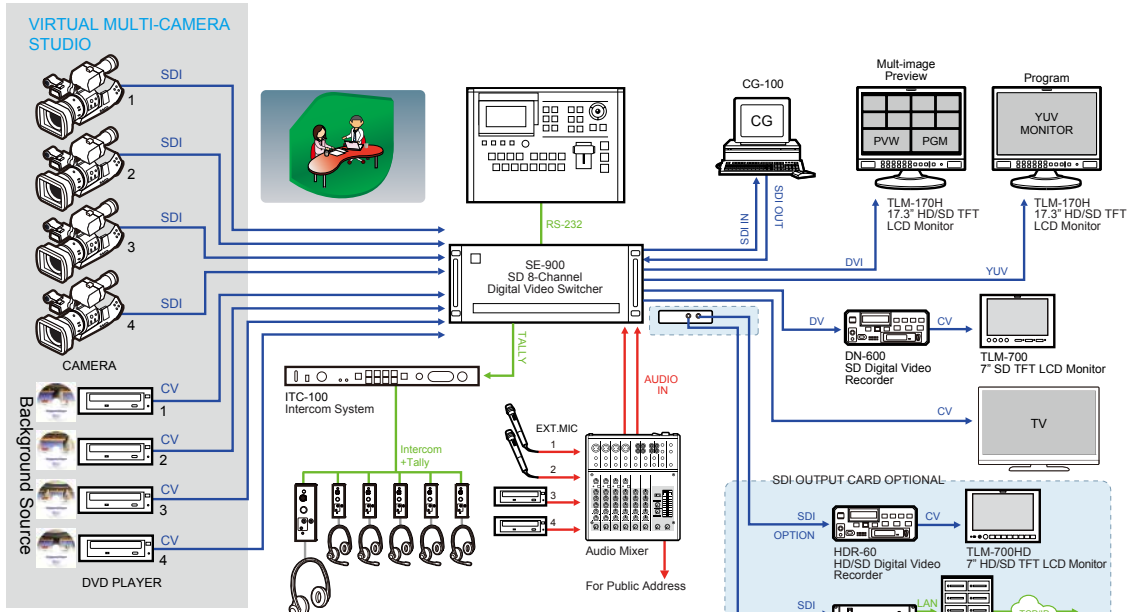 VIRTUAL MULTI-CAMERA
STUDIO
SDI
1
SDI
2
SDI
3
SDI
4
CAMERA
Background Source
CV
1
CV
2
CV
3
CV
4
DVD PLAYER
RS-232
SE-900
SD 8-Channel
Digital Video Switcher
TALLY
ITC-100
Intercom System
Intercom
+Tally
AUDIO
IN
EXT.MIC
1
2
3
4
Audio Mixer
For Public Address
CG-100
CG
SDI IN
SDI OUT
Mult-image
Preview
PVW
PGM
TLM-170H
17.3” HD/SD TFT
LCD Monitor
Program
YUV
MONITOR
TLM-170H
17.3” HD/SD TFT
LCD Monitor
DVI
YUV
DV
DN-600
SD Digital Video
Recorder
CV
TLM-700
7” SD TFT LCD Monitor
CV
TV
SDI OUTPUT CARD OPTIONAL
SDI
OPTION
HDR-60
HD/SD Digital Video
Recorder
CV
TLM-700HD
7” HD/SD TFT LCD Monitor
SDI
LAN